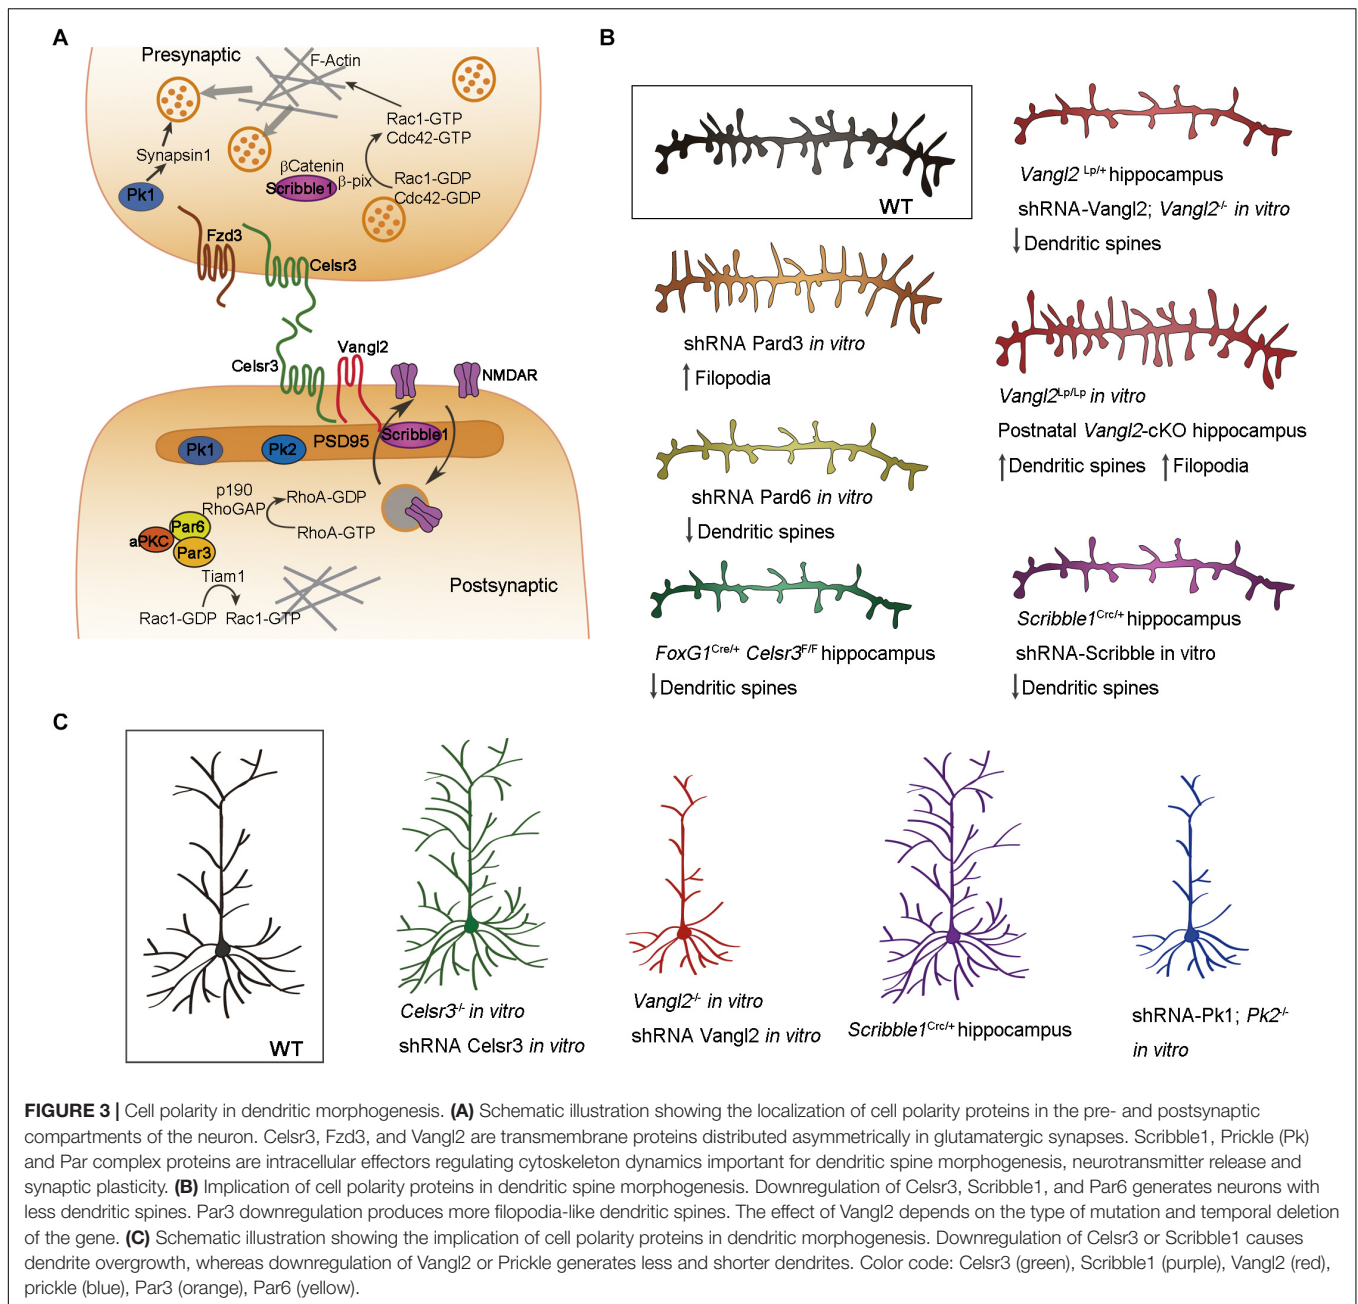 A
Presynaptic
F-Actin
Rac1-GTP
Cdc42-GTP
Synapsin1
βCatenin
Scribble1
β-pix
Rac1-GDP
Cdc42-GDP
Pk1
Fzd3
Celsr3
Celsr3
Vangl2
NMDAR
Pk1
Pk2
PSD95
Scribble1
p190
RhoGAP
RhoA-GDP
RhoA-GTP
aPKC
Par6
Par3
Tiam1
Rac1-GDP
Rac1-GTP
Postsynaptic
B
WT
shRNA Pard3 in vitro
↑ Filopodia
shRNA Pard6 in vitro
↓ Dendritic spines
FoxG1Cre/+ Celsr3F/F hippocampus
↓ Dendritic spines
Vangl2 Lp/+ hippocampus
shRNA-Vangl2; Vangl2-/- in vitro
↓ Dendritic spines
Vangl2Lp/Lp in vitro
Postnatal Vangl2-cKO hippocampus
↑ Dendritic spines ↑ Filopodia
Scribble1Crc/+ hippocampus
shRNA-Scribble in vitro
↓ Dendritic spines
C
WT
Celsr3-/- in vitro
shRNA Celsr3 in vitro
Vangl2-/- in vitro
shRNA Vangl2 in vitro
Scribble1Crc/+ hippocampus
shRNA-Pk1; Pk2-/-
in vitro
FIGURE 3 | Cell polarity in dendritic morphogenesis. (A) Schematic illustration showing the localization of cell polarity proteins in the pre- and postsynaptic
compartments of the neuron. Celsr3, Fzd3, and Vangl2 are transmembrane proteins distributed asymmetrically in glutamatergic synapses. Scribble1, Prickle (Pk)
and Par complex proteins are intracellular effectors regulating cytoskeleton dynamics important for dendritic spine morphogenesis, neurotransmitter release and
synaptic plasticity. (B) Implication of cell polarity proteins in dendritic spine morphogenesis. Downregulation of Celsr3, Scribble1, and Par6 generates neurons with
less dendritic spines. Par3 downregulation produces more filopodia-like dendritic spines. The effect of Vangl2 depends on the type of mutation and temporal deletion
of the gene. (C) Schematic illustration showing the implication of cell polarity proteins in dendritic morphogenesis. Downregulation of Celsr3 or Scribble1 causes
dendrite overgrowth, whereas downregulation of Vangl2 or Prickle generates less and shorter dendrites. Color code: Celsr3 (green), Scribble1 (purple), Vangl2 (red),
prickle (blue), Par3 (orange), Par6 (yellow).